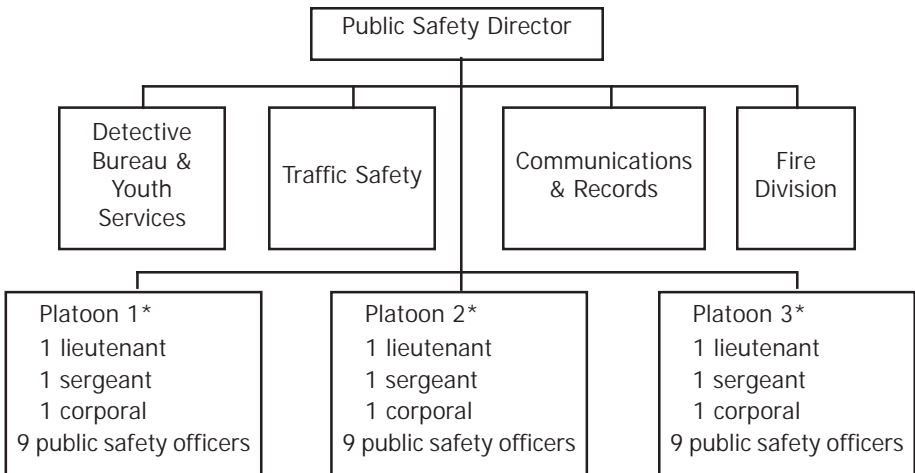 Public Safety Director
Detective
Bureau &
Youth
Services
Traffic Safety
Communications
& Records
Fire
Division
Platoon 1*
1 lieutenant
1 sergeant
1 corporal
9 public safety officers
Platoon 2*
1 lieutenant
1 sergeant
1 corporal
9 public safety officers
Platoon 3*
1 lieutenant
1 sergeant
1 corporal
9 public safety officers